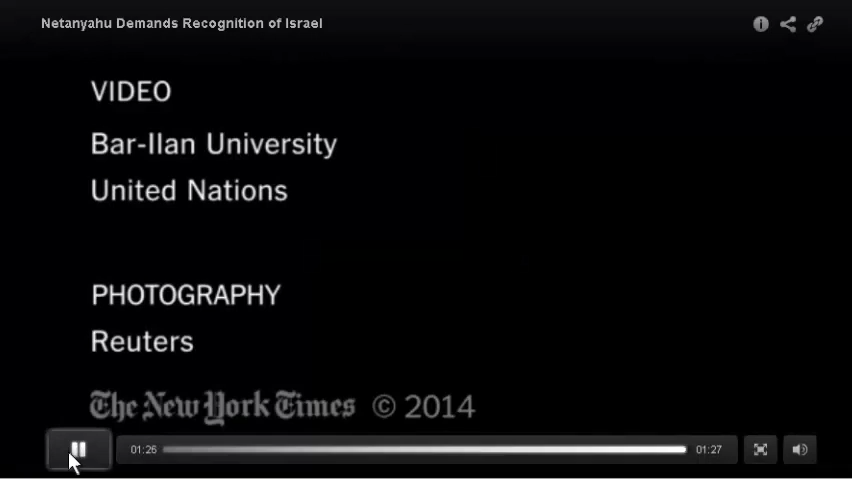 Netanyahu Demands Recognition of Israel
VIDEO
Bar-Ilan University
United Nations
PHOTOGRAPHY
Reuters
The New York Times © 2014
01:26 01:27